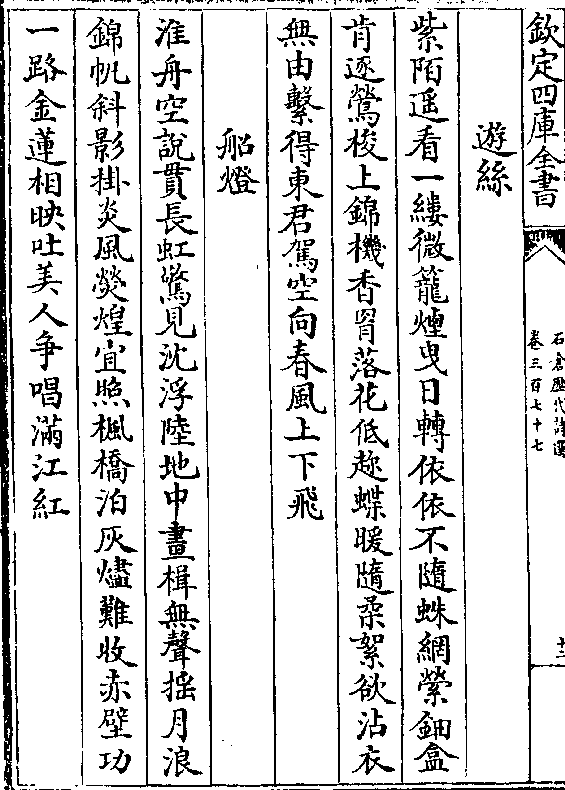 欽定四庫全書
石倉歷代詩選
卷三百七十七
十二
遊絲
紫陌遥看一縷微籠煙曳日轉依依不隨蛛網縈鈿盒
肯逐鶯梭上錦機香罥落花低趂蝶暖隨柔絮欲沾衣
無由繫得東君駕空向春風上下飛
船燈
淮舟空說貫長虹驚見沈浮陸地中畫楫無聲揺月浪
錦帆斜影掛炎風熒煌宜照楓橋泊灰燼難收赤壁功
一路金蓮相映吐美人争唱滿江紅